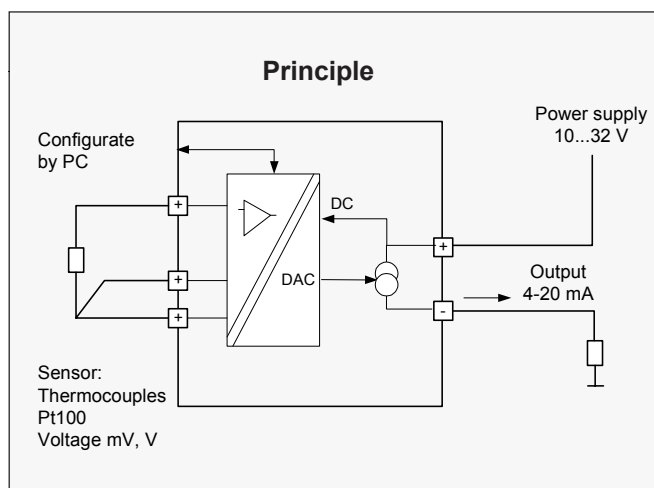 Principle
Configurate
by PC
Power supply
10...32 V
DC
DAC
+
+
+
+
-
Output
4-20 mA
Sensor:
Thermocouples
Pt100
Voltage mV, V